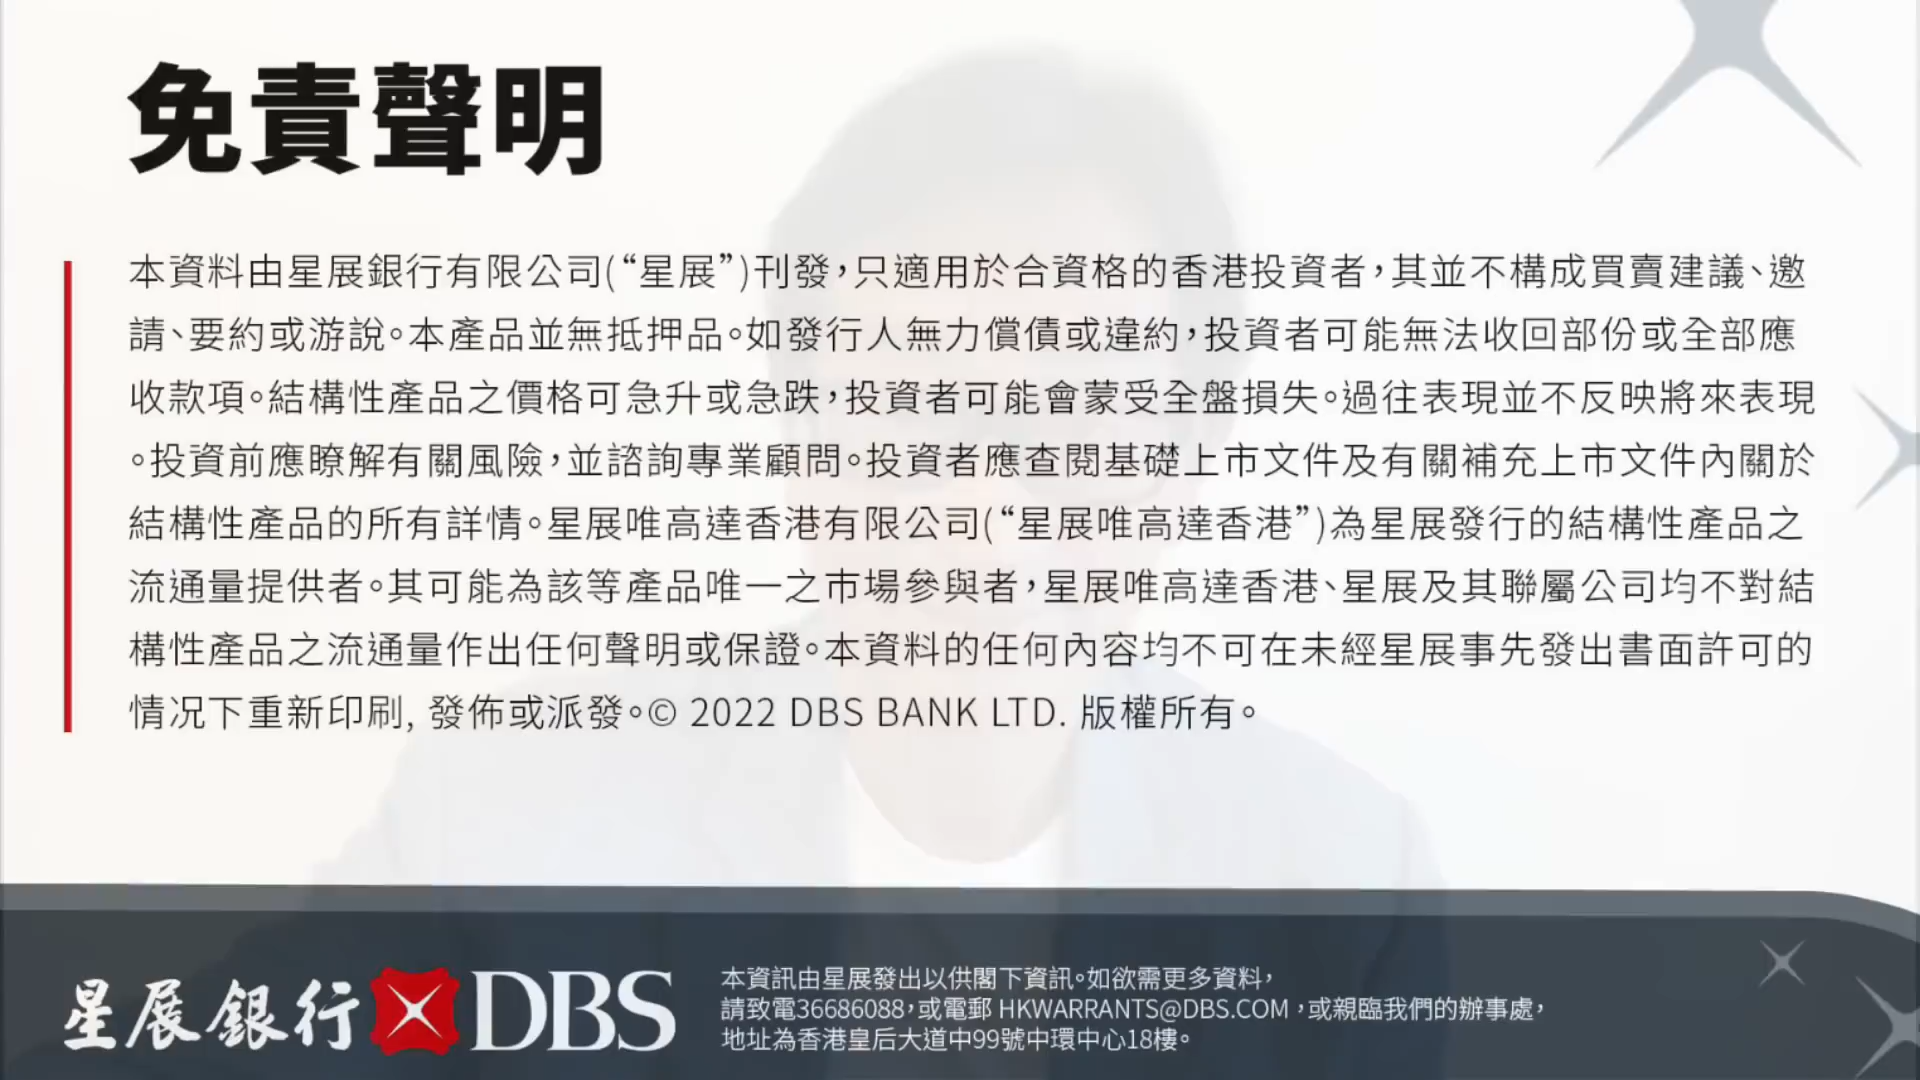 免責聲明
本資料由星展銀行有限公司(“星展”)刊發，只適用於合資格的香港投資者，其並不構成買賣建議、邀
請、要約或游說。本產品並無抵押品。如發行人無力償債或違約，投資者可能無法收回部份或全部應
收款項。結構性產品之價格可急升或急跌，投資者可能會蒙受全盤損失。過往表現並不反映將來表現
。投資前應瞭解有關風險，並諮詢專業顧問。投資者應查閱基礎上市文件及有關補充上市文件內關於
結構性產品的所有詳情。星展唯高達香港有限公司(“星展唯高達香港”)為星展發行的結構性產品之
流通量提供者。其可能為該等產品唯一之市場參與者，星展唯高達香港、星展及其聯屬公司均不對結
構性產品之流通量作出任何聲明或保證。本資料的任何內容均不可在未經星展事先發出書面許可的
情況下重新印刷, 發佈或派發。© 2022 DBS BANK LTD. 版權所有。
星展銀行 DBS
本資訊由星展發出以供閣下資訊。如欲需更多資料，
請致電36686088，或電郵 HKWARRANTS@DBS.COM，或親臨我們的辦事處，
地址為香港皇后大道中99號中環中心18樓。